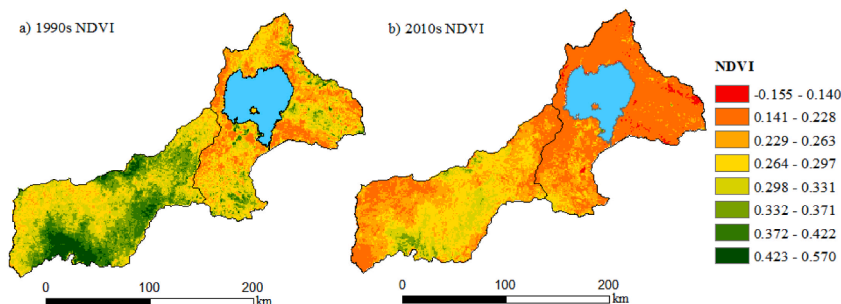 a) 1990s NDVI
b) 2010s NDVI
NDVI
-0.155 - 0.140
0.141 - 0.228
0.229 - 0.263
0.264 - 0.297
0.298 - 0.331
0.332 - 0.371
0.372 - 0.422
0.423 - 0.570
0 100 200
km
0 100 200
km